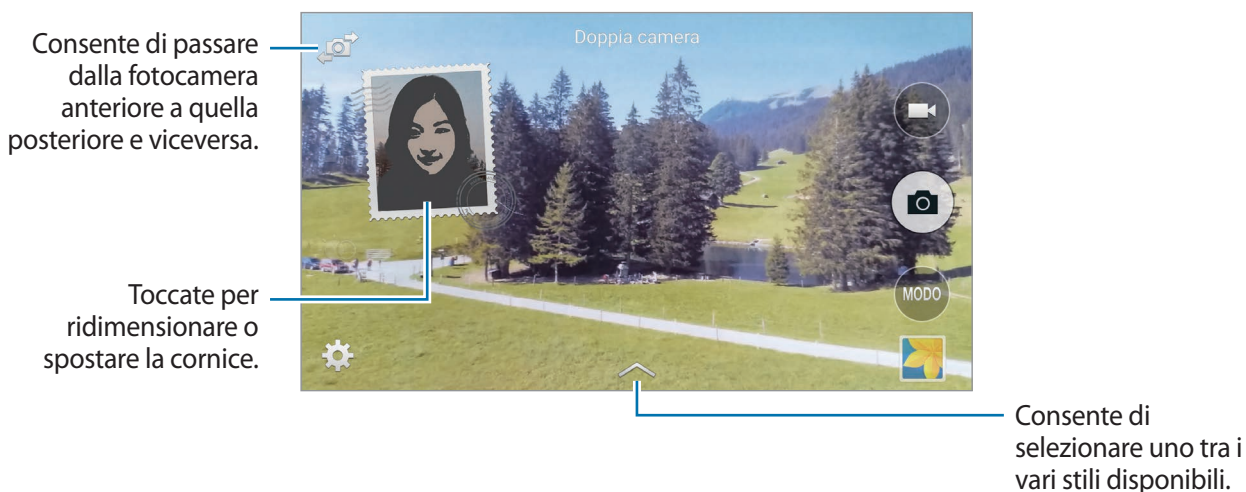 Consente di passare
dalla fotocamera
anteriore a quella
posteriore e viceversa.
Doppia camera
Toccate per
ridimensionare o
spostare la cornice.
MODO
Consente di
selezionare uno tra i
vari stili disponibili.